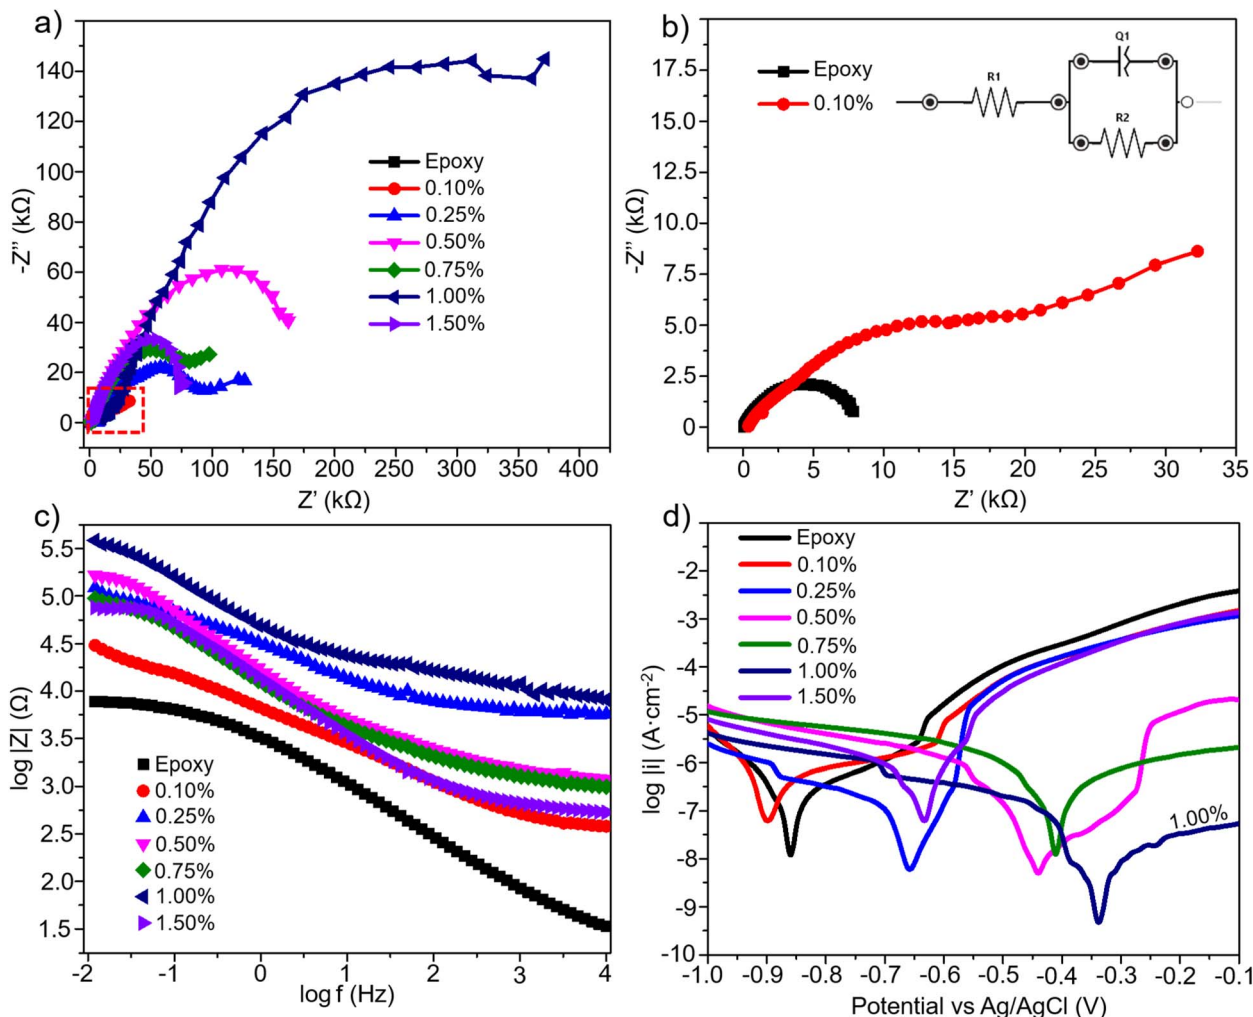 a)
-Z'' (kΩ)
140
120
100
80
60
40
20
0
0 50 100 150 200 250 300 350 400
Z' (kΩ)
Epoxy
0.10%
0.25%
0.50%
0.75%
1.00%
1.50%
b)
-Z'' (kΩ)
17.5
15.0
12.5
10.0
7.5
5.0
2.5
0
0 5 10 15 20 25 30 35
Z' (kΩ)
Epoxy
0.10%
R1
Q1
R2
c)
log |Z| (Ω)
5.5
5.0
4.5
4.0
3.5
3.0
2.5
2.0
1.5
-2 -1 0 1 2 3 4
log f (Hz)
Epoxy
0.10%
0.25%
0.50%
0.75%
1.00%
1.50%
d)
log |i| (A·cm-2)
-1
-2
-3
-4
-5
-6
-7
-8
-9
-10
-1.0 -0.9 -0.8 -0.7 -0.6 -0.5 -0.4 -0.3 -0.2 -0.1
Potential vs Ag/AgCl (V)
Epoxy
0.10%
0.25%
0.50%
0.75%
1.00%
1.50%
1.00%